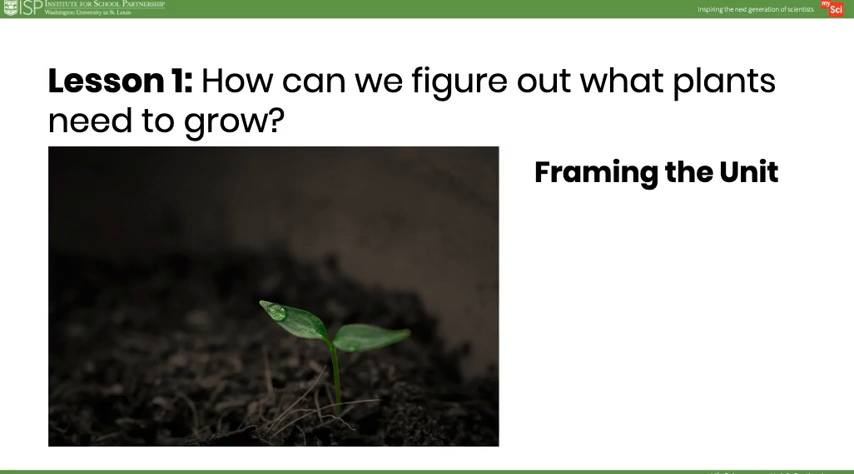 ISP INSTITUTE FOR SCHOOL PARTNERSHIP
Washington University in St. Louis
Inspiring the next generation of scientists
my
Sci
Lesson 1: How can we figure out what plants
need to grow?
Framing the Unit